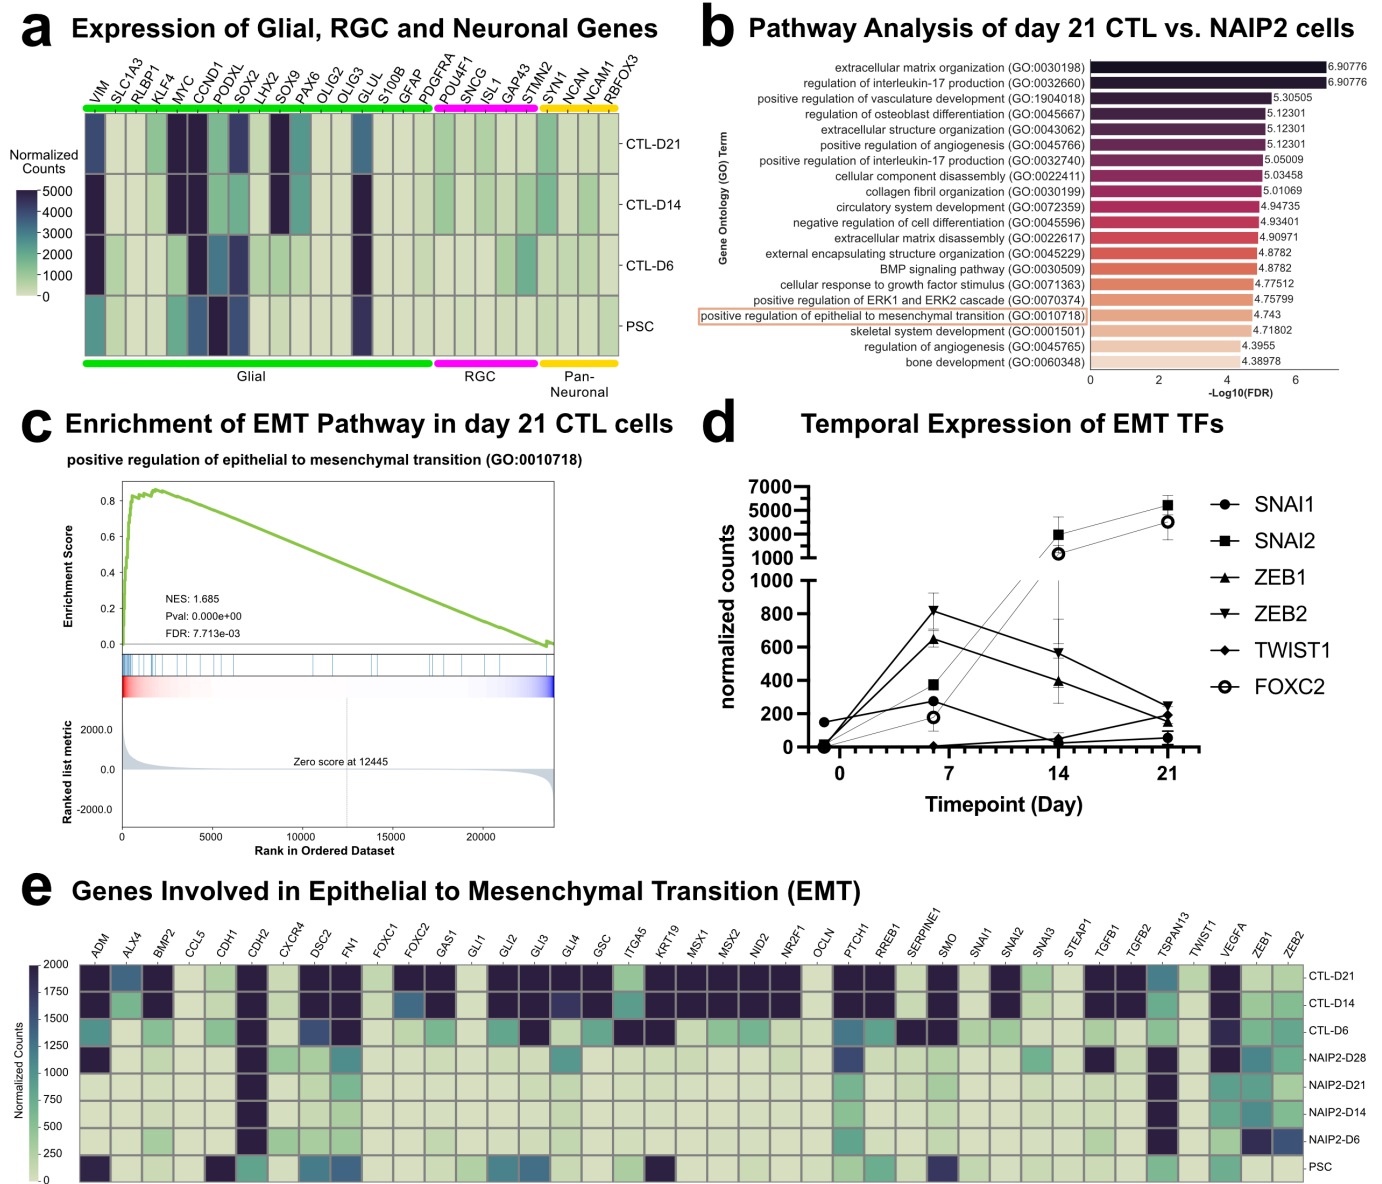 a Expression of Glial, RGC and Neuronal Genes
VIM
SLC1A3
RLBP1
KLF4
MYC
CCND1
PODXL
SOX2
LHX2
SOX9
PAX6
OLIG2
OLIG3
GLUL
S100B
GFAP
PDGFRA
POU4F1
SNCG
ISL1
GAP43
STMN2
SYN1
NCAN
NCAM1
RBFOX3
Normalized
Counts
5000
4000
3000
2000
1000
0
CTL-D21
CTL-D14
CTL-D6
PSC
Glial
RGC
Pan-
Neuronal
b Pathway Analysis of day 21 CTL vs. NAIP2 cells
Gene Ontology (GO) Term
extracellular matrix organization (GO:0030198) 6.90776
regulation of interleukin-17 production (GO:0032660) 6.90776
positive regulation of vasculature development (GO:1904018) 5.30505
regulation of osteoblast differentiation (GO:0045667) 5.12301
extracellular structure organization (GO:0043062) 5.12301
positive regulation of angiogenesis (GO:0045766) 5.12301
positive regulation of interleukin-17 production (GO:0032740) 5.05009
cellular component disassembly (GO:0022411) 5.03458
collagen fibril organization (GO:0030199) 5.01069
circulatory system development (GO:0072359) 4.94735
negative regulation of cell differentiation (GO:0045596) 4.93401
extracellular matrix disassembly (GO:0022617) 4.90971
external encapsulating structure organization (GO:0045229) 4.8782
BMP signaling pathway (GO:0030509) 4.8782
cellular response to growth factor stimulus (GO:0071363) 4.77512
positive regulation of ERK1 and ERK2 cascade (GO:0070374) 4.75799
positive regulation of epithelial to mesenchymal transition (GO:0010718) 4.743
skeletal system development (GO:0001501) 4.71802
regulation of angiogenesis (GO:0045765) 4.3955
bone development (GO:0060348) 4.38978
0 2 4 6
-Log10(FDR)
c Enrichment of EMT Pathway in day 21 CTL cells
positive regulation of epithelial to mesenchymal transition (GO:0010718)
Enrichment Score
0.8
0.6
0.4
0.2
0.0
NES: 1.685
Pval: 0.000e+00
FDR: 7.713e-03
Ranked list metric
2000.0
0.0
-2000.0
Zero score at 12445
0 5000 10000 15000 20000
Rank in Ordered Dataset
d Temporal Expression of EMT TFs
normalized counts
7000
5000
3000
1000
1000
800
600
400
200
0
0 7 14 21
Timepoint (Day)
SNAI1
SNAI2
ZEB1
ZEB2
TWIST1
FOXC2
e Genes Involved in Epithelial to Mesenchymal Transition (EMT)
ADM
ALX4
BMP2
CCL5
CDH1
CDH2
CXCR4
DSC2
FN1
FOXC1
FOXC2
GAS1
GLI1
GLI2
GLI3
GLI4
GSC
ITGA5
KRT19
MSX1
MSX2
NID2
NR2F1
OCLN
PTCH1
RREB1
SERPINE1
SMO
SNAI1
SNAI2
SNAI3
STEAP1
TGFB1
TGFB2
TSPAN13
TWIST1
VEGFA
ZEB1
ZEB2
Normalized Counts
2000
1750
1500
1250
1000
750
500
250
0
CTL-D21
CTL-D14
CTL-D6
NAIP2-D28
NAIP2-D21
NAIP2-D14
NAIP2-D6
PSC